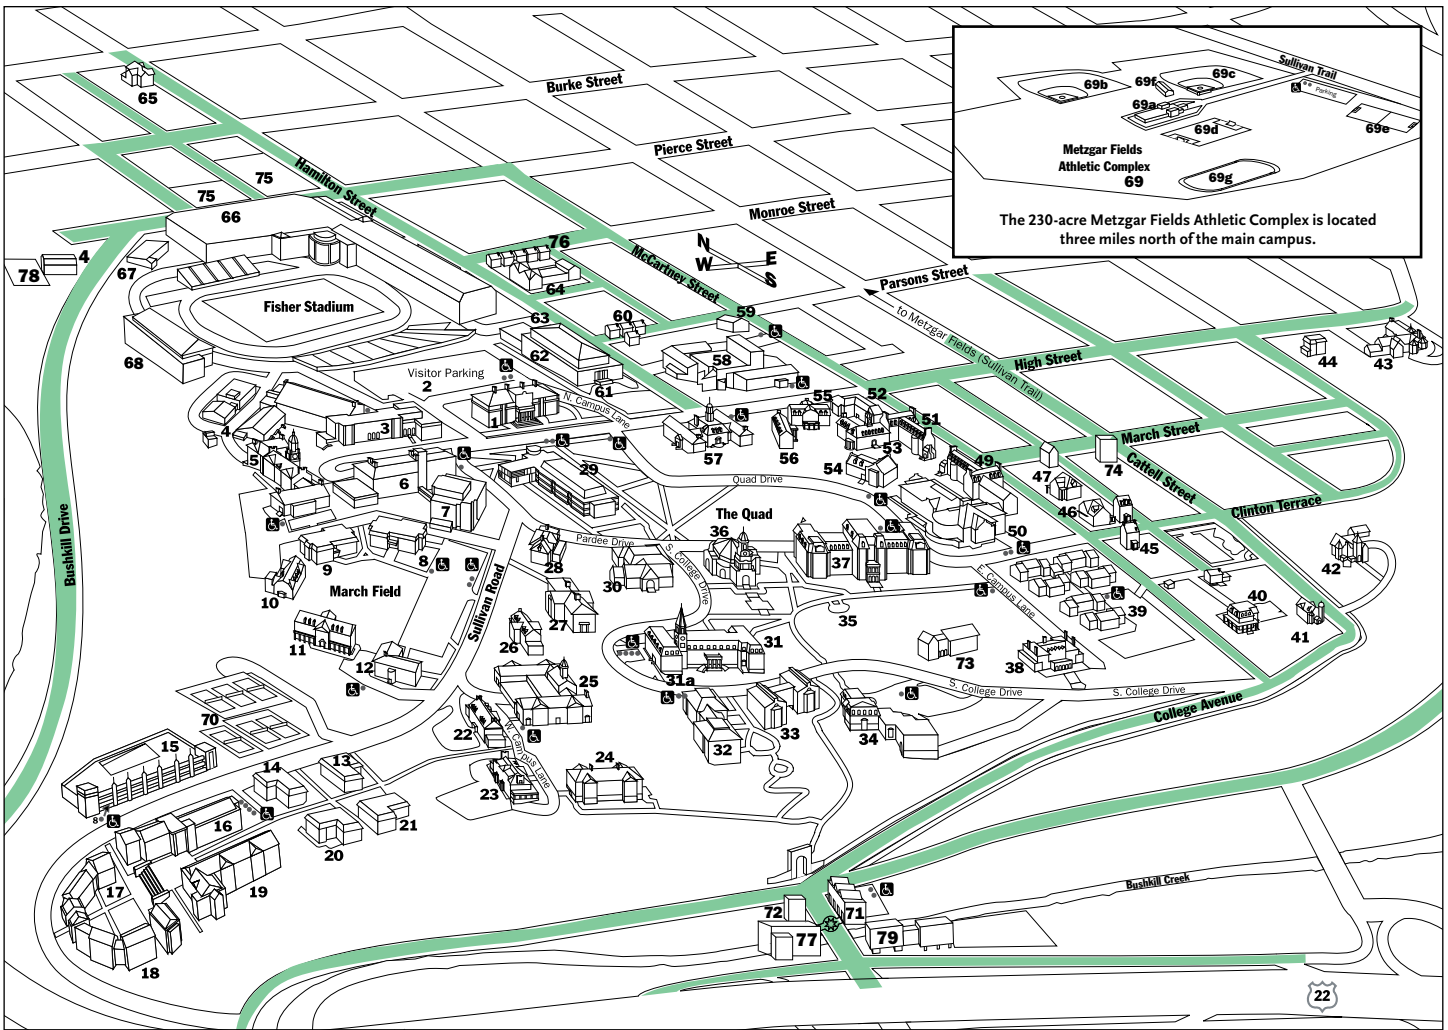 Burke Street
Pierce Street
Monroe Street
Parsons Street
Hamilton Street
McCartney Street
N
W
E
S
to Metzgar Fields (Sullivan Trail)
High Street
March Street
Cattell Street
Clinton Terrace
College Avenue
Bushkill Drive
Sullivan Road
Fisher Stadium
Visitor Parking
2
N. Campus Lane
Quad Drive
The Quad
Pardee Drive
S. College Drive
E. Campus Lane
March Field
S. College Drive
S. College Drive
N. Campus Lane
Bushkill Creek
22
Sullivan Trail
Parking
69b
69f
69c
69a
69d
69e
Metzgar Fields
Athletic Complex
69
69g
The 230-acre Metzgar Fields Athletic Complex is located
three miles north of the main campus.
65
75
75
66
4
78
67
76
64
63
62
60
59
58
61
68
44
43
55
52
51
1
3
4
5
57
56
53
54
49
47
74
6
29
7
46
50
45
36
37
9
8
28
30
42
10
27
35
39
40
41
11
26
31
12
73
38
31a
25
70
22
32
33
34
15
14
13
24
23
8
16
21
20
17
19
18
72
71
77
79